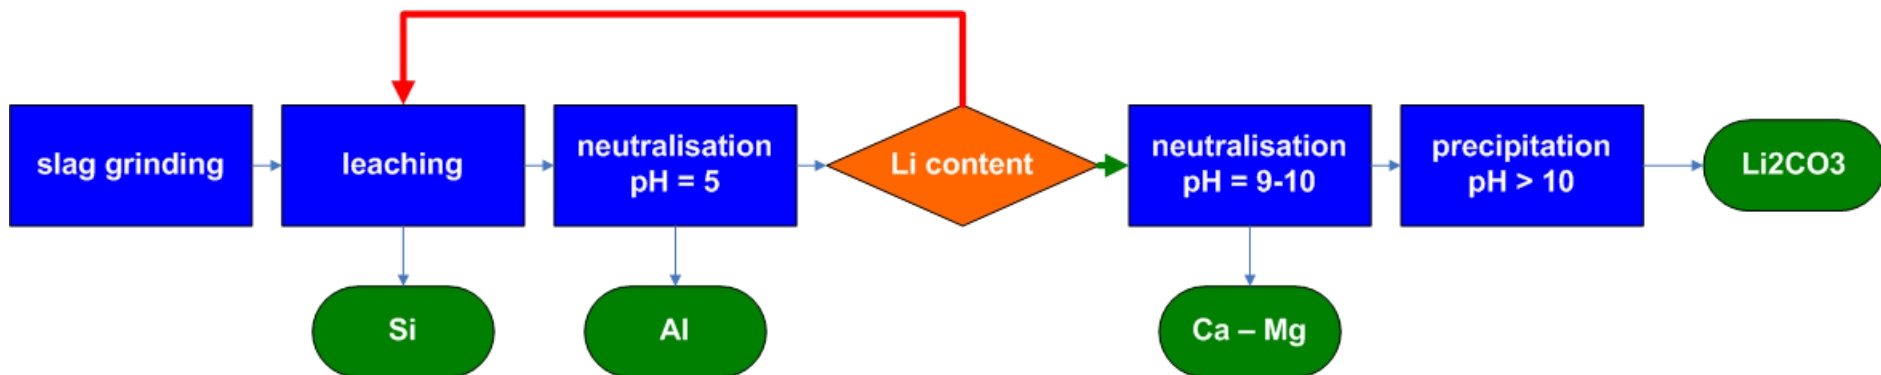 slag grinding
leaching
neutralisation
pH = 5
Li content
neutralisation
pH = 9-10
precipitation
pH > 10
Li2CO3
Si
Al
Ca – Mg